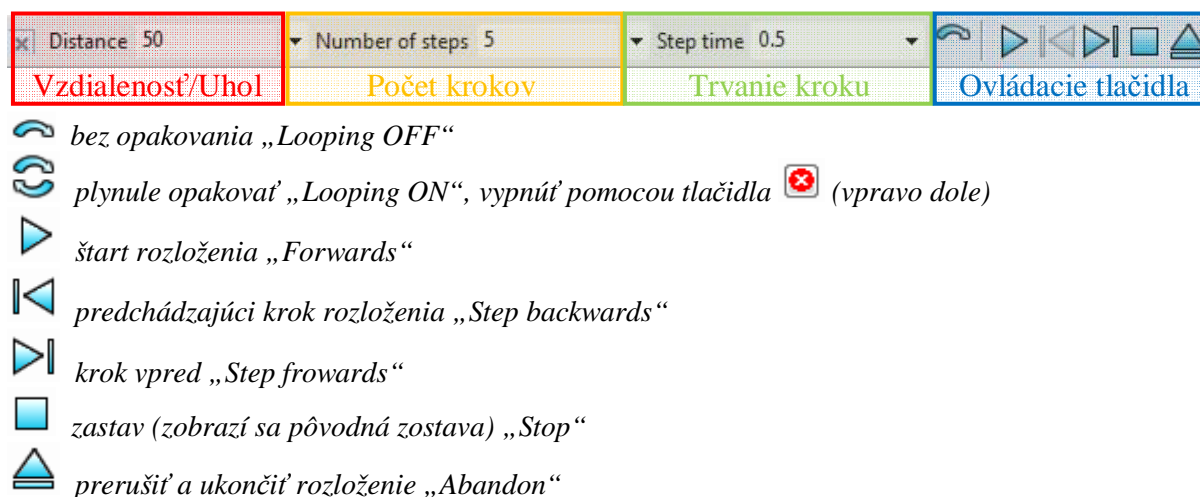 Distance 50 Number of steps 5 Step time 0.5
Vzdialenosť/Uhol Počet krokov Trvanie kroku Ovládacie tlačidla
bez opakovania „Looping OFF“
plynule opakovať „Looping ON“, vypnúť pomocou tlačidla (vpravo dole)
štart rozloženia „Forwards“
predchádzajúci krok rozloženia „Step backwards“
krok vpred „Step frowards“
zastav (zobrazí sa pôvodná zostava) „Stop“
prerušiť a ukončiť rozloženie „Abandon“